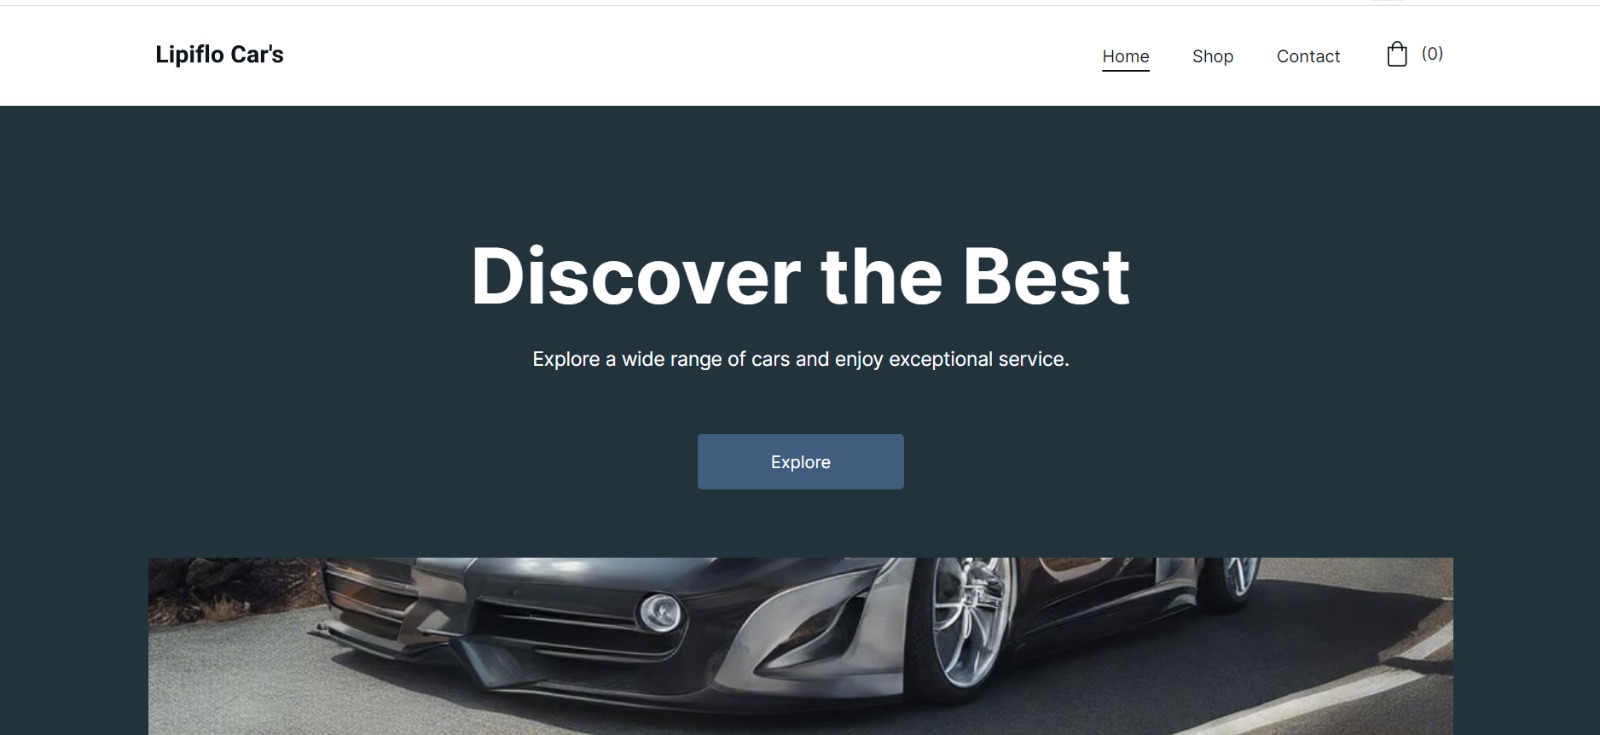 Lipiflo Car's
Home Shop Contact (0)
Discover the Best
Explore a wide range of cars and enjoy exceptional service.
Explore